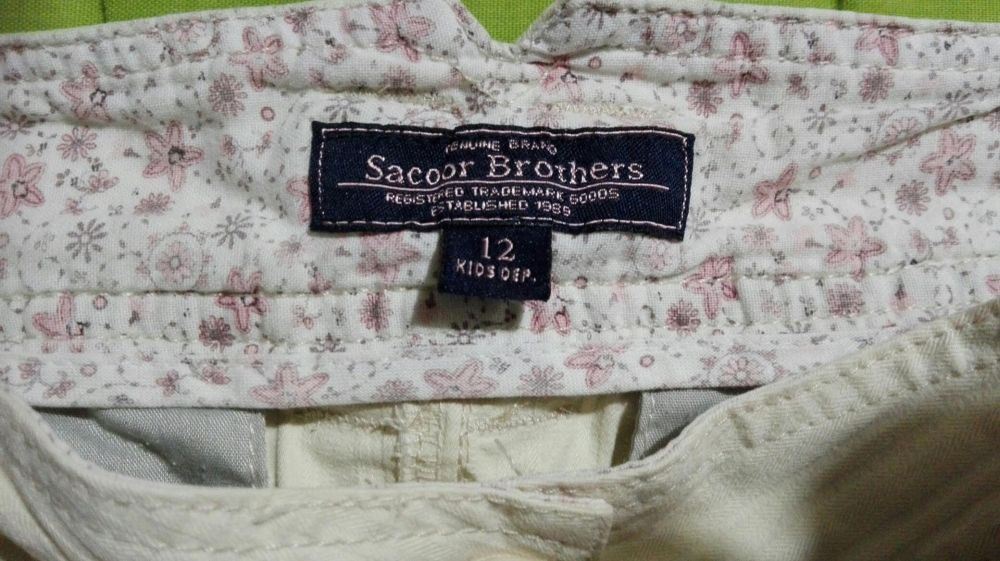 GENUINE BRAND
Sacoor Brothers
REGISTERED TRADEMARK GOODS
ESTABLISHED 1989
12
KIDS DEP.